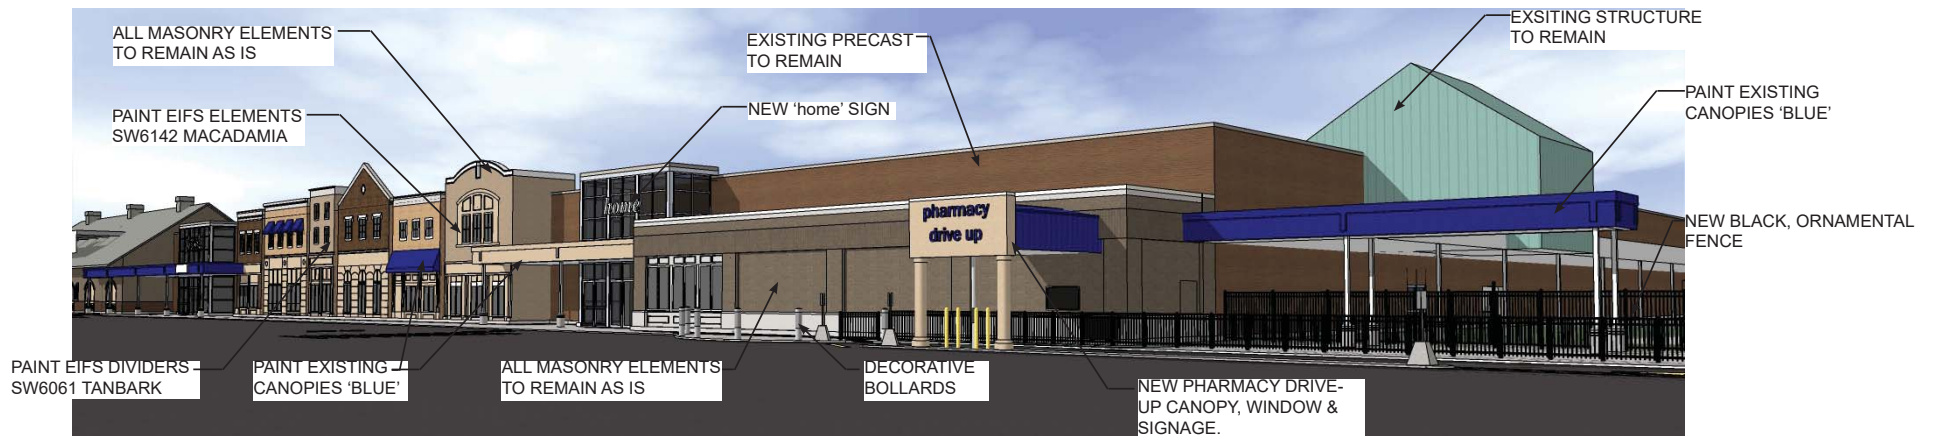 ALL MASONRY ELEMENTS
TO REMAIN AS IS
EXISTING PRECAST
TO REMAIN
EXSITING STRUCTURE
TO REMAIN
PAINT EIFS ELEMENTS
SW6142 MACADAMIA
NEW ‘home’ SIGN
PAINT EXISTING
CANOPIES ‘BLUE’
home
pharmacy
drive up
NEW BLACK, ORNAMENTAL
FENCE
PAINT EIFS DIVIDERS
SW6061 TANBARK
PAINT EXISTING
CANOPIES ‘BLUE’
ALL MASONRY ELEMENTS
TO REMAIN AS IS
DECORATIVE
BOLLARDS
NEW PHARMACY DRIVE-
UP CANOPY, WINDOW &
SIGNAGE.